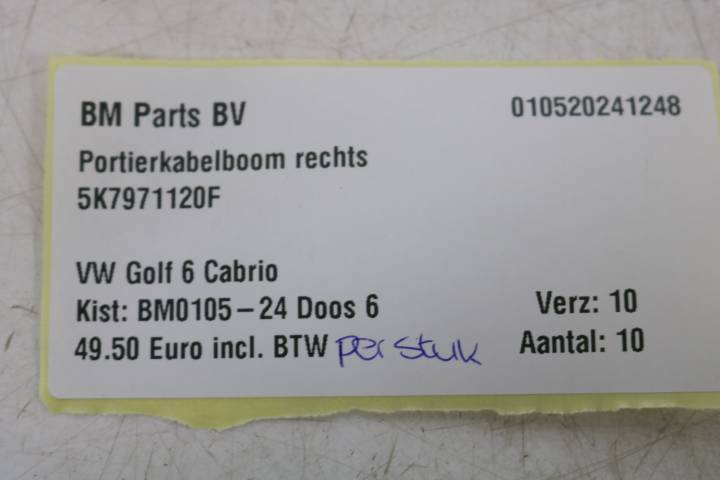 BM Parts BV 010520241248
Portierkabelboom rechts
5K7971120F
VW Golf 6 Cabrio
Kist: BM0105-24 Doos 6 Verz: 10
49.50 Euro incl. BTW per stuk Aantal: 10